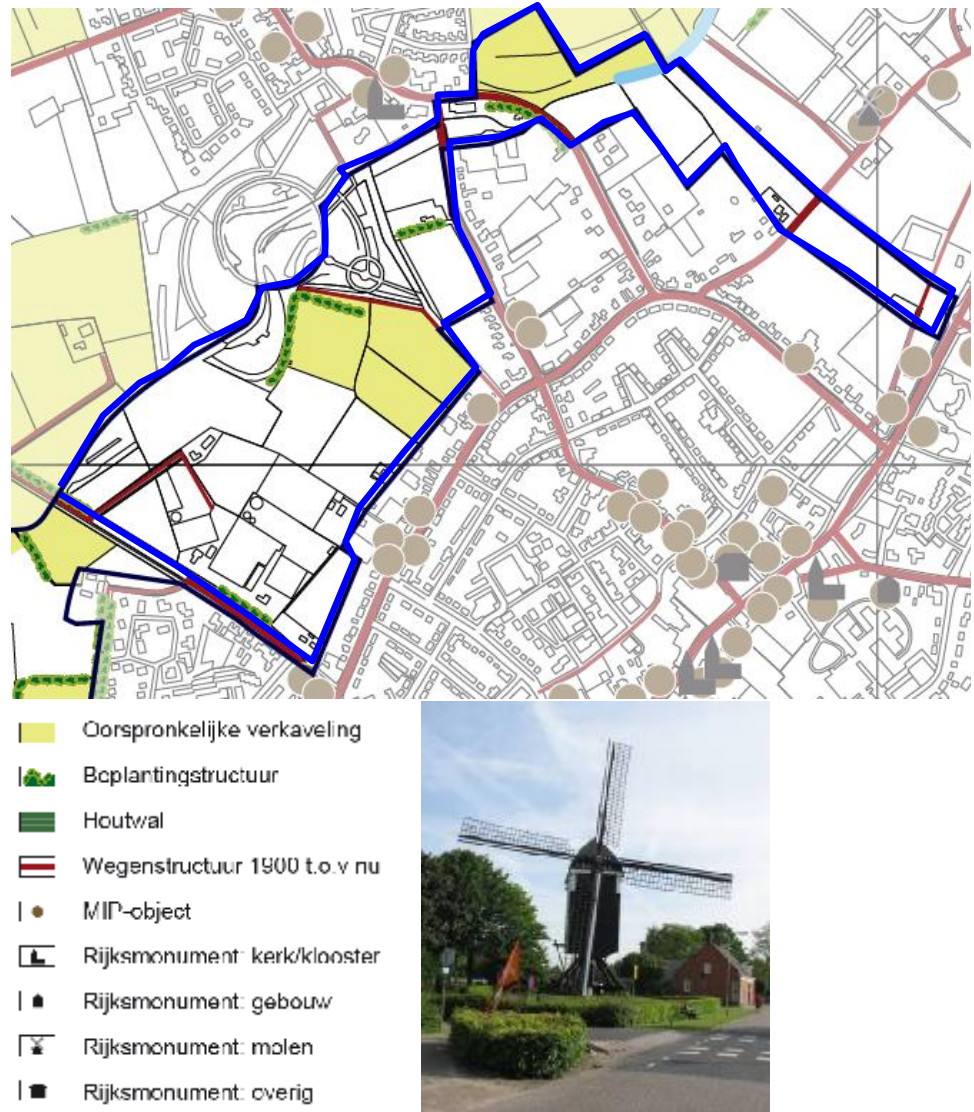 Oorspronkelijke verkaveling
Beplantingstructuur
Houtwal
Wegenstructuur 1900 t.o.v nu
MIP-object
Rijksmonument: kerk/klooster
Rijksmonument: gebouw
Rijksmonument: molen
Rijksmonument: overig